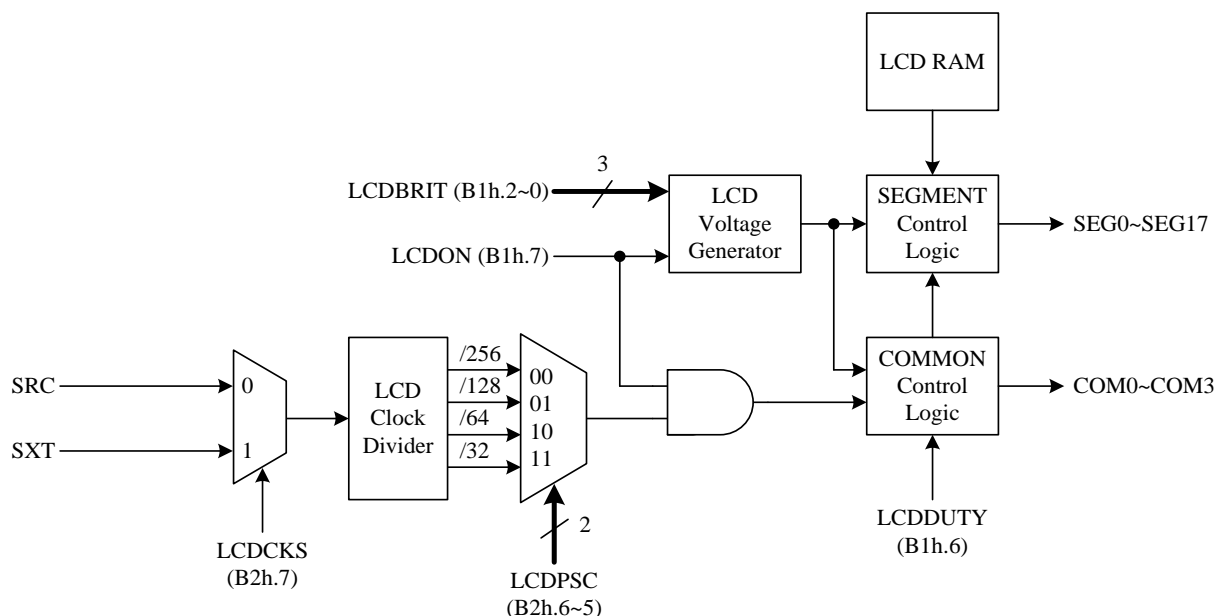 LCD RAM
3
LCDBRIT (B1h.2~0)
LCD
Voltage
Generator
SEGMENT
Control
Logic
SEG0~SEG17
LCDON (B1h.7)
SRC
SXT
0
1
LCDCKS
(B2h.7)
LCD
Clock
Divider
/256
/128
/64
/32
00
01
10
11
2
LCDPSC
(B2h.6~5)
COMMON
Control
Logic
COM0~COM3
LCDDUTY
(B1h.6)